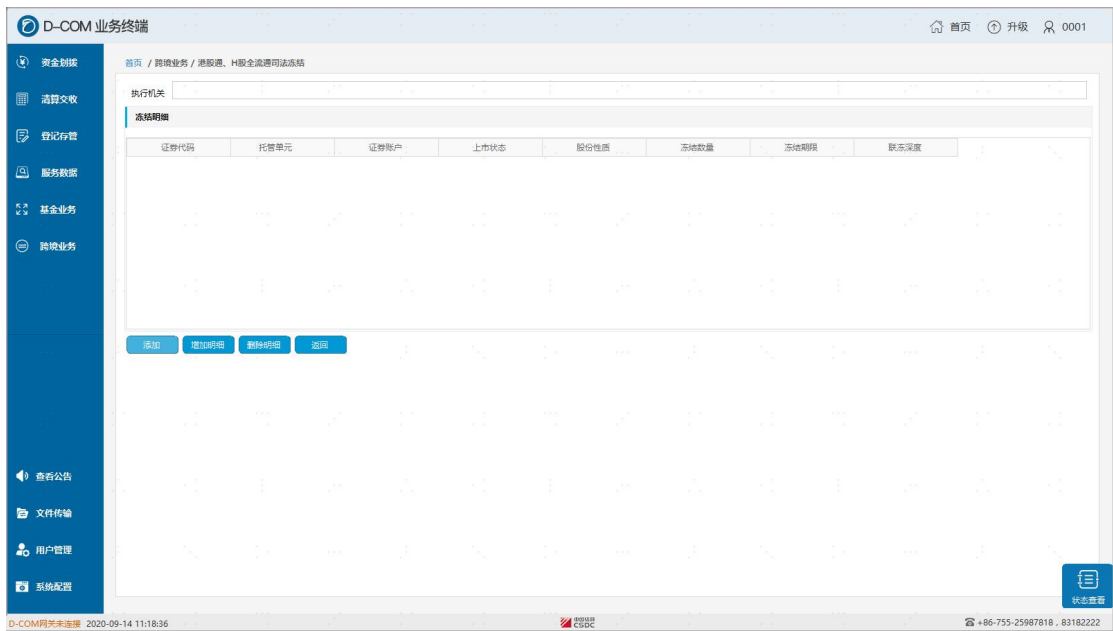 D-COM 业务终端
首页 升级 0001
资金划拨
清算交收
登记存管
服务数据
基金业务
跨境业务
查看公告
文件传输
用户管理
系统配置
首页 / 跨境业务 / 港股通、H股全流通司法冻结
执行机关
冻结明细
证券代码 托管单元 证券账户 上市状态 股份性质 冻结数量 冻结期限 联冻深度
添加 增加明细 删除明细 返回
状态查看
D-COM网关未连接 2020-09-14 11:18:36
中国结算
CSDC
+86-755-25987818 , 83182222